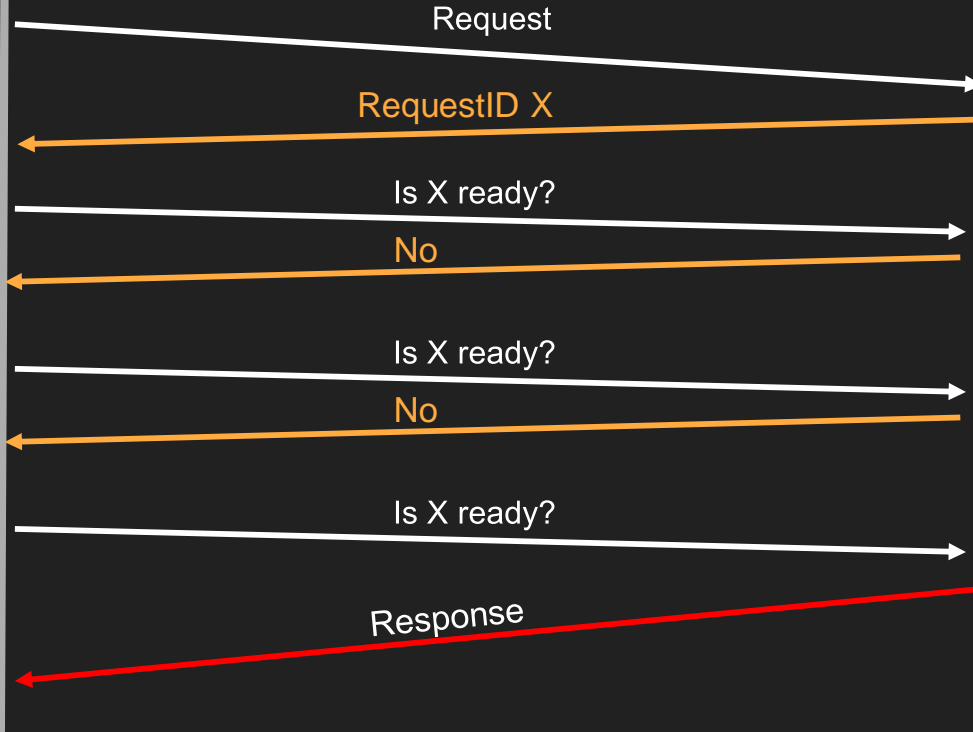 Request
RequestID X
Is X ready?
No
Is X ready?
No
Is X ready?
Response